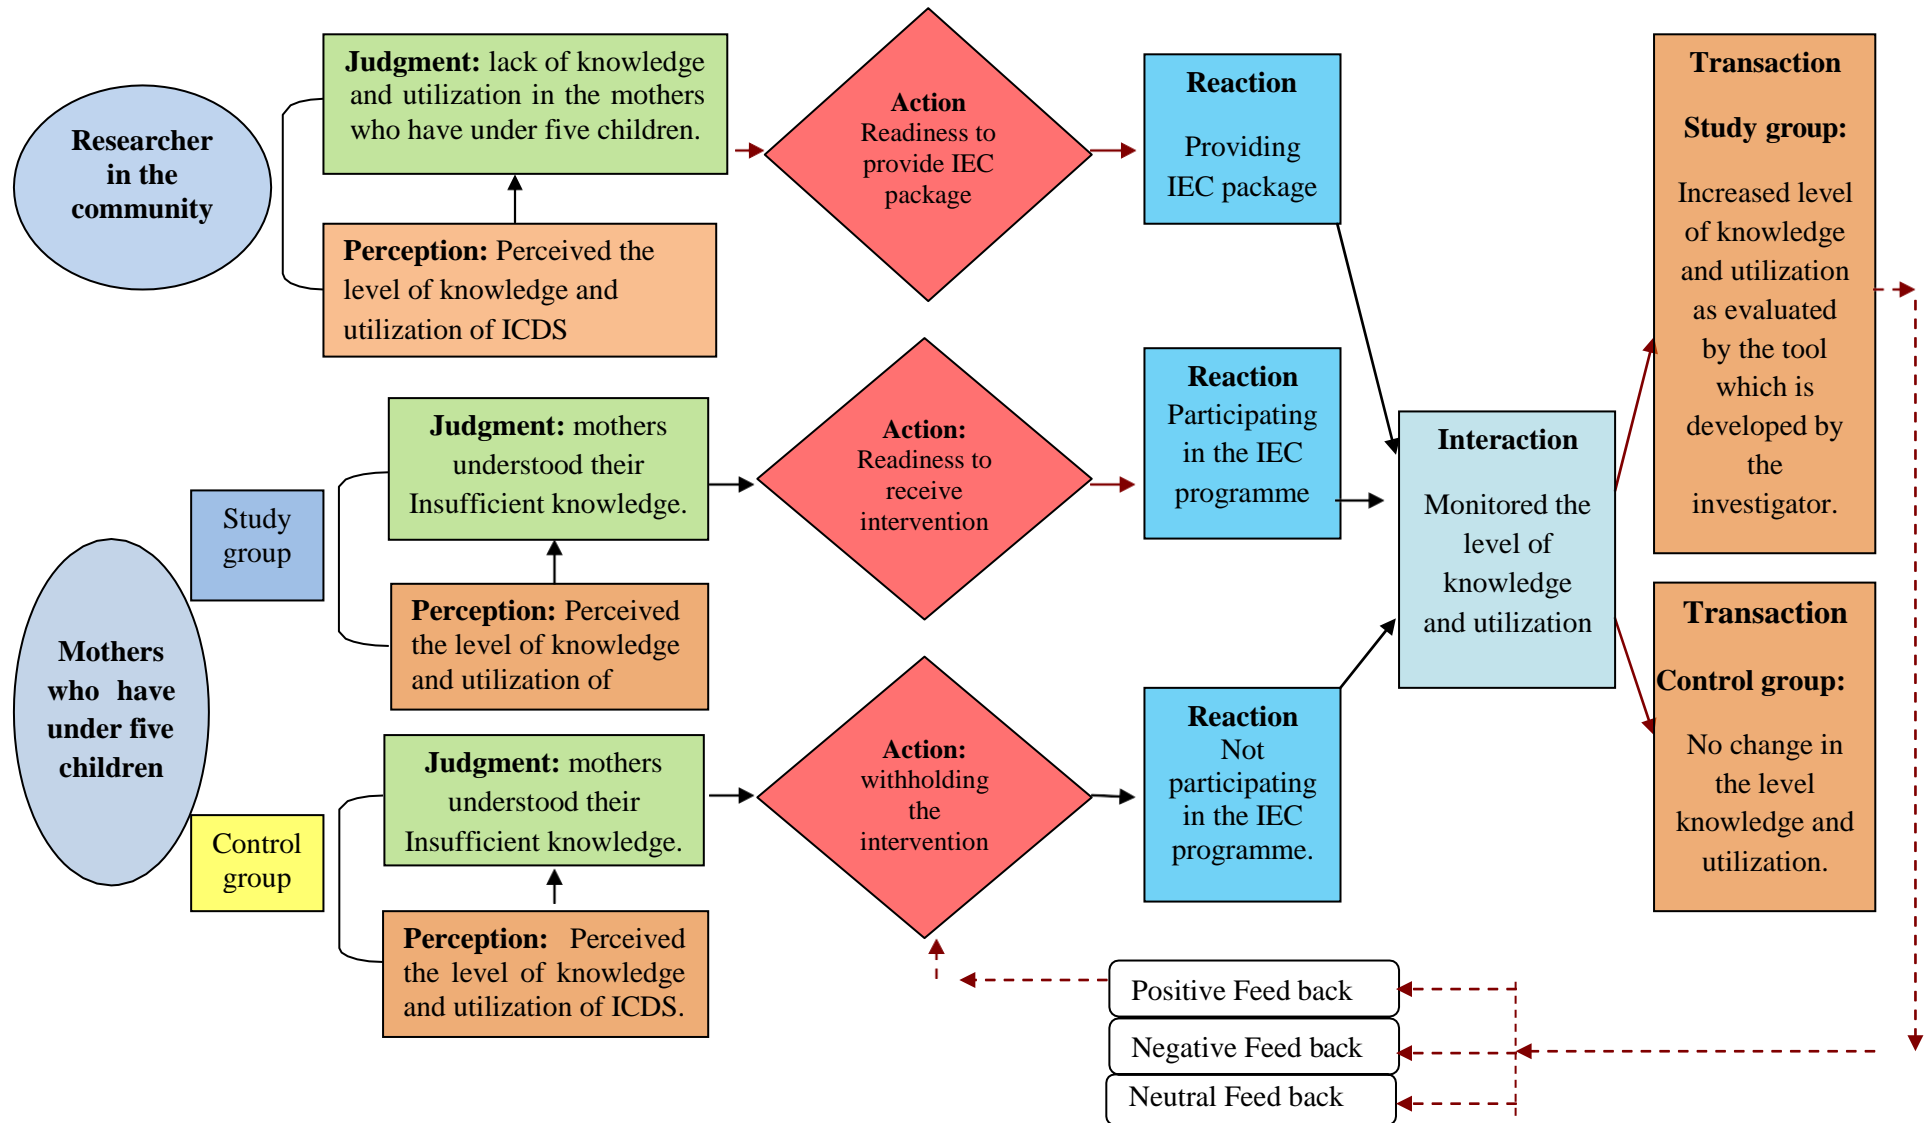 Researcher
in the
community
Judgment: lack of knowledge
and utilization in the mothers
who have under five children.
Perception: Perceived the
level of knowledge and
utilization of ICDS
Action
Readiness to
provide IEC
package
Reaction
Providing
IEC package
Mothers
who have
under five
children
Study
group
Judgment: mothers
understood their
Insufficient knowledge.
Perception: Perceived
the level of knowledge
and utilization of
Action:
Readiness to
receive
intervention
Reaction
Participating
in the IEC
programme
Control
group
Judgment: mothers
understood their
Insufficient knowledge.
Perception: Perceived
the level of knowledge
and utilization of ICDS.
Action:
withholding
the
intervention
Reaction
Not
participating
in the IEC
programme.
Interaction
Monitored the
level of
knowledge
and utilization
Transaction
Study group:
Increased level
of knowledge
and utilization
as evaluated
by the tool
which is
developed by
the
investigator.
Transaction
Control group:
No change in
the level
knowledge and
utilization.
Positive Feed back
Negative Feed back
Neutral Feed back